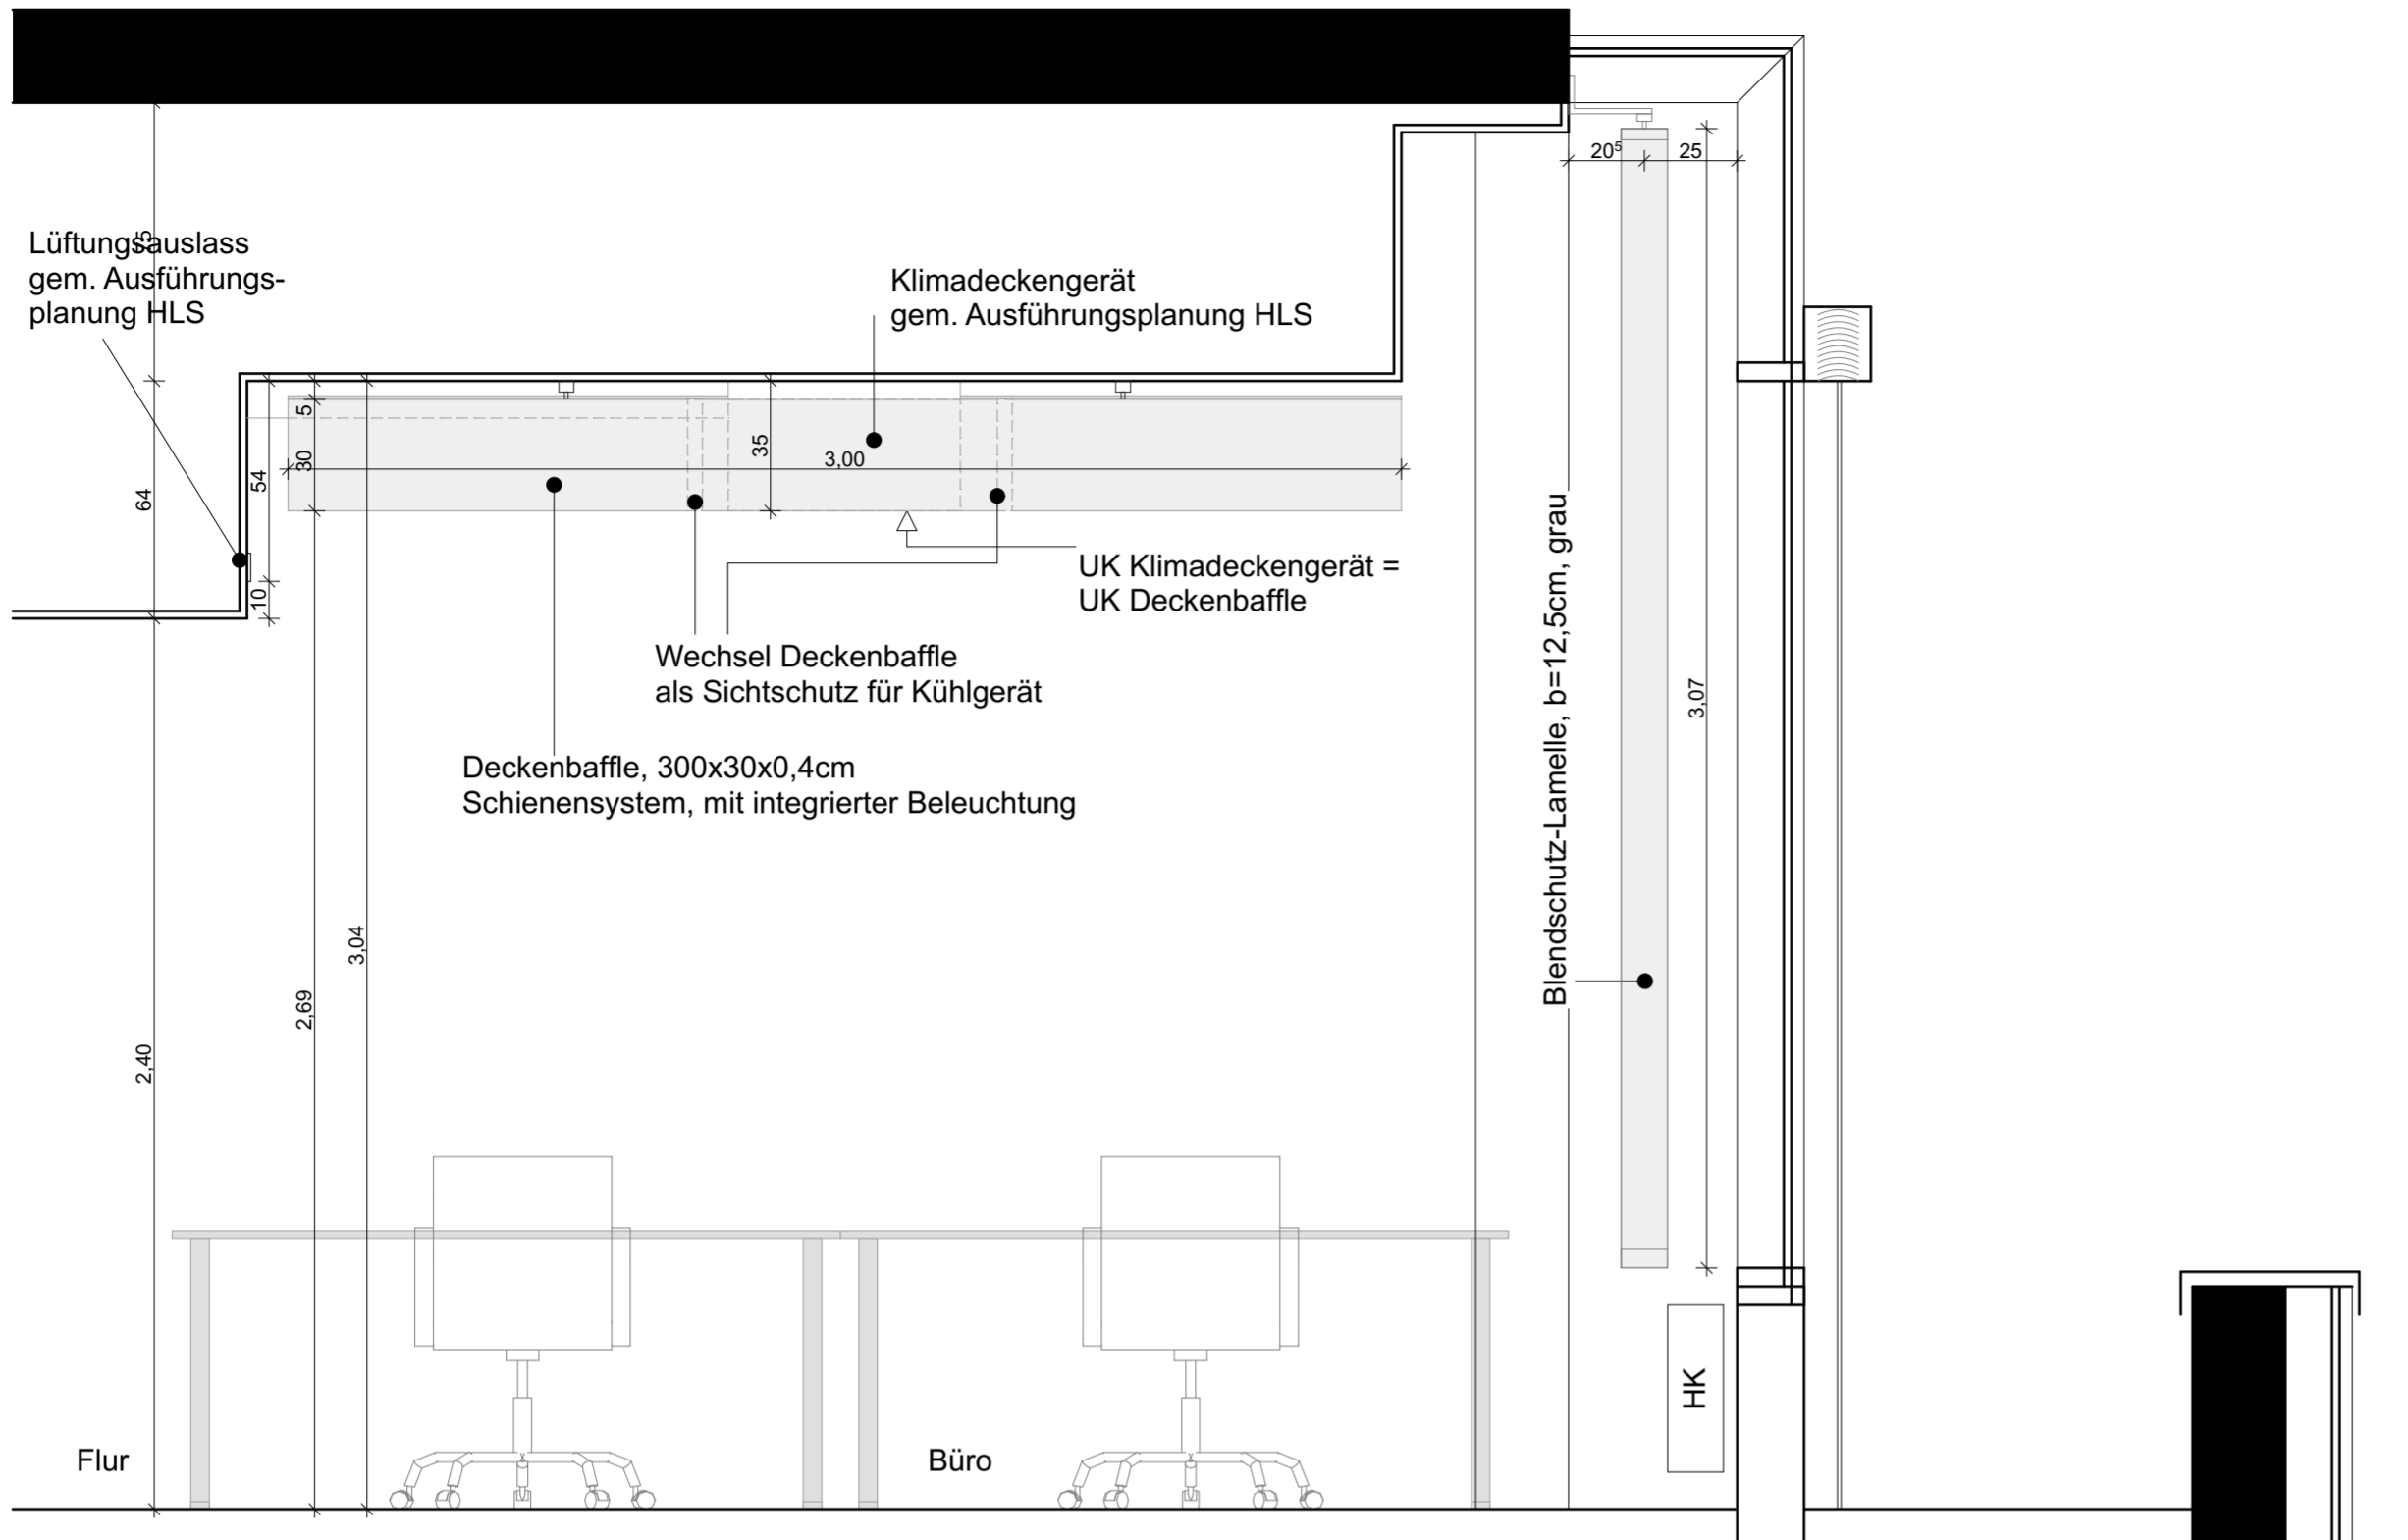 20⁵
25
75
Lüftungsauslass
gem. Ausführungs-
planung HLS
Klimadeckengerät
gem. Ausführungsplanung HLS
5
30
35
3,00
54
64
10
UK Klimadeckengerät =
UK Deckenbaffle
Wechsel Deckenbaffle
als Sichtschutz für Kühlgerät
Deckenbaffle, 300x30x0,4cm
Schienensystem, mit integrierter Beleuchtung
Blendschutz-Lamelle, b=12,5cm, grau
3,07
3,04
2,69
2,40
HK
Flur
Büro